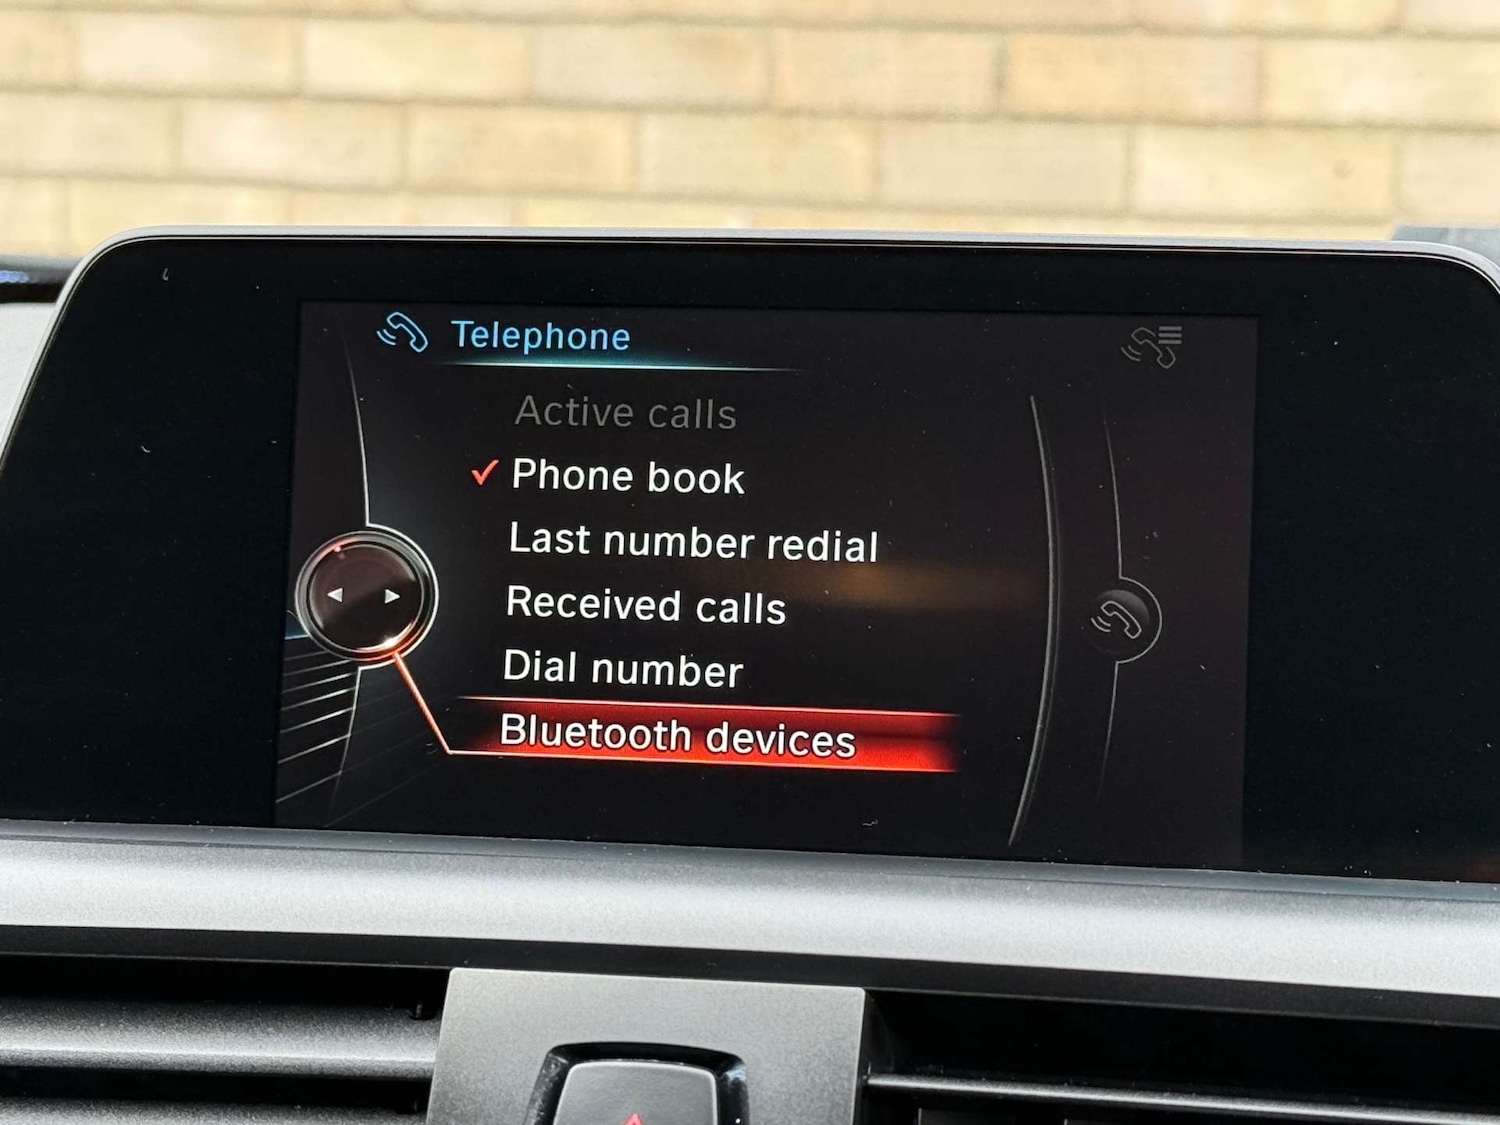 Telephone
Active calls
Phone book
Last number redial
Received calls
Dial number
Bluetooth devices